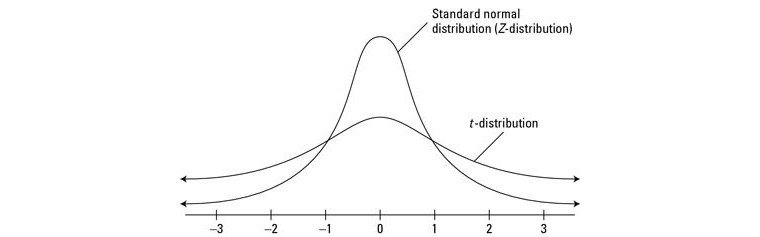 Standard normal
distribution (Z-distribution)
t-distribution
–3 –2 –1 0 1 2 3